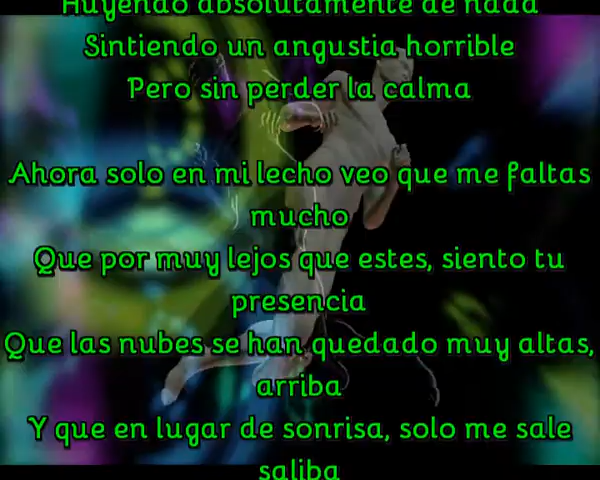 Huyendo absolutamente de nada
Sintiendo un angustia horrible
Pero sin perder la calma
Ahora solo en mi lecho veo que me faltas
mucho
Que por muy lejos que estes, siento tu
presencia
Que las nubes se han quedado muy altas,
arriba
Y que en lugar de sonrisa, solo me sale
saliba